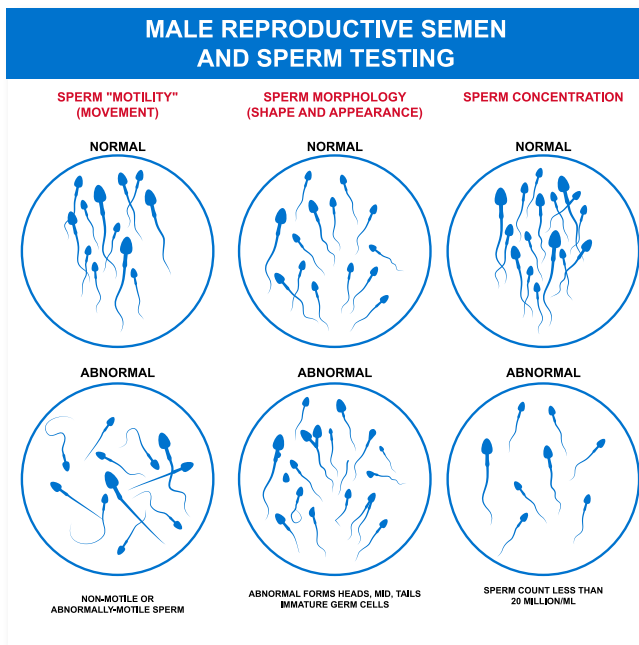 MALE REPRODUCTIVE SEMEN
AND SPERM TESTING
SPERM "MOTILITY"
(MOVEMENT)
SPERM MORPHOLOGY
(SHAPE AND APPEARANCE)
SPERM CONCENTRATION
NORMAL
NORMAL
NORMAL
ABNORMAL
ABNORMAL
ABNORMAL
NON-MOTILE OR
ABNORMALLY-MOTILE SPERM
ABNORMAL FORMS HEADS, MID, TAILS
IMMATURE GERM CELLS
SPERM COUNT LESS THAN
20 MILLION/ML